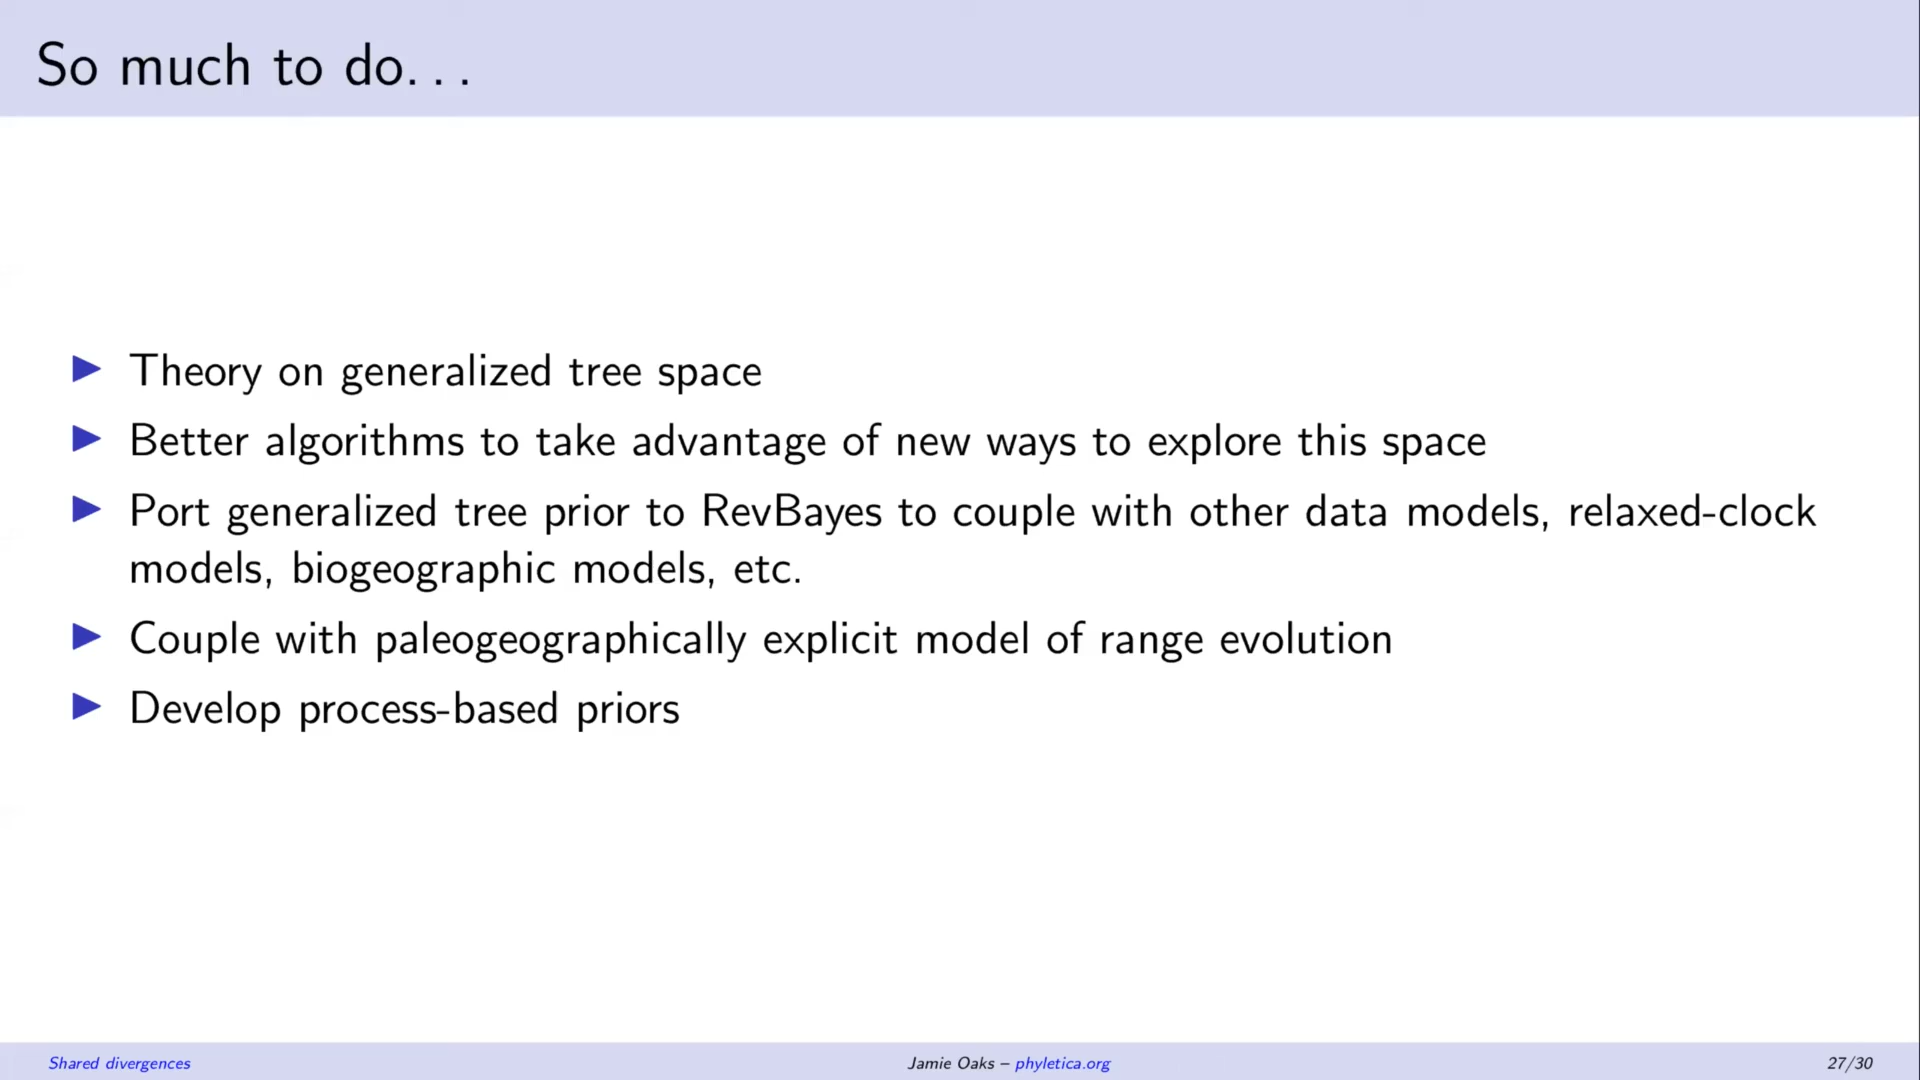 So much to do...
Theory on generalized tree space
Better algorithms to take advantage of new ways to explore this space
Port generalized tree prior to RevBayes to couple with other data models, relaxed-clock
models, biogeographic models, etc.
Couple with paleogeographically explicit model of range evolution
Develop process-based priors
Shared divergences
Jamie Oaks – phyletica.org
27/30